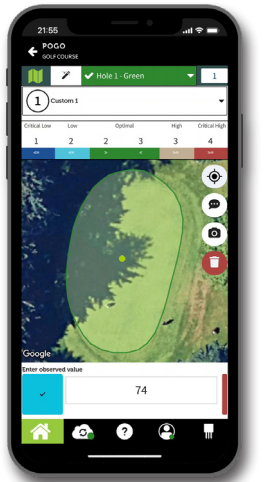 21:55
POGO
GOLF COURSE
Hole 1 - Green
1
1
Custom 1
Critical Low Low Optimal High Critical High
1 2 2 3 3 4
Google
Enter observed value
74
?